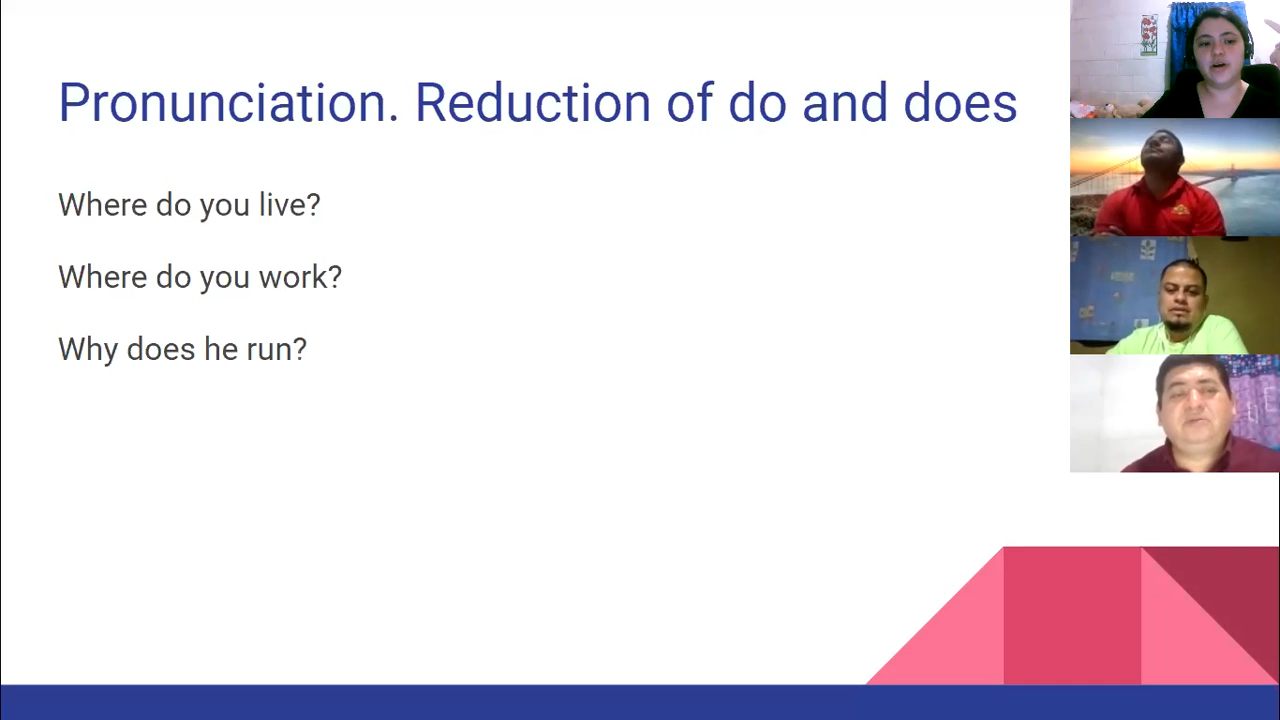 Pronunciation. Reduction of do and does
Where do you live?
Where do you work?
Why does he run?